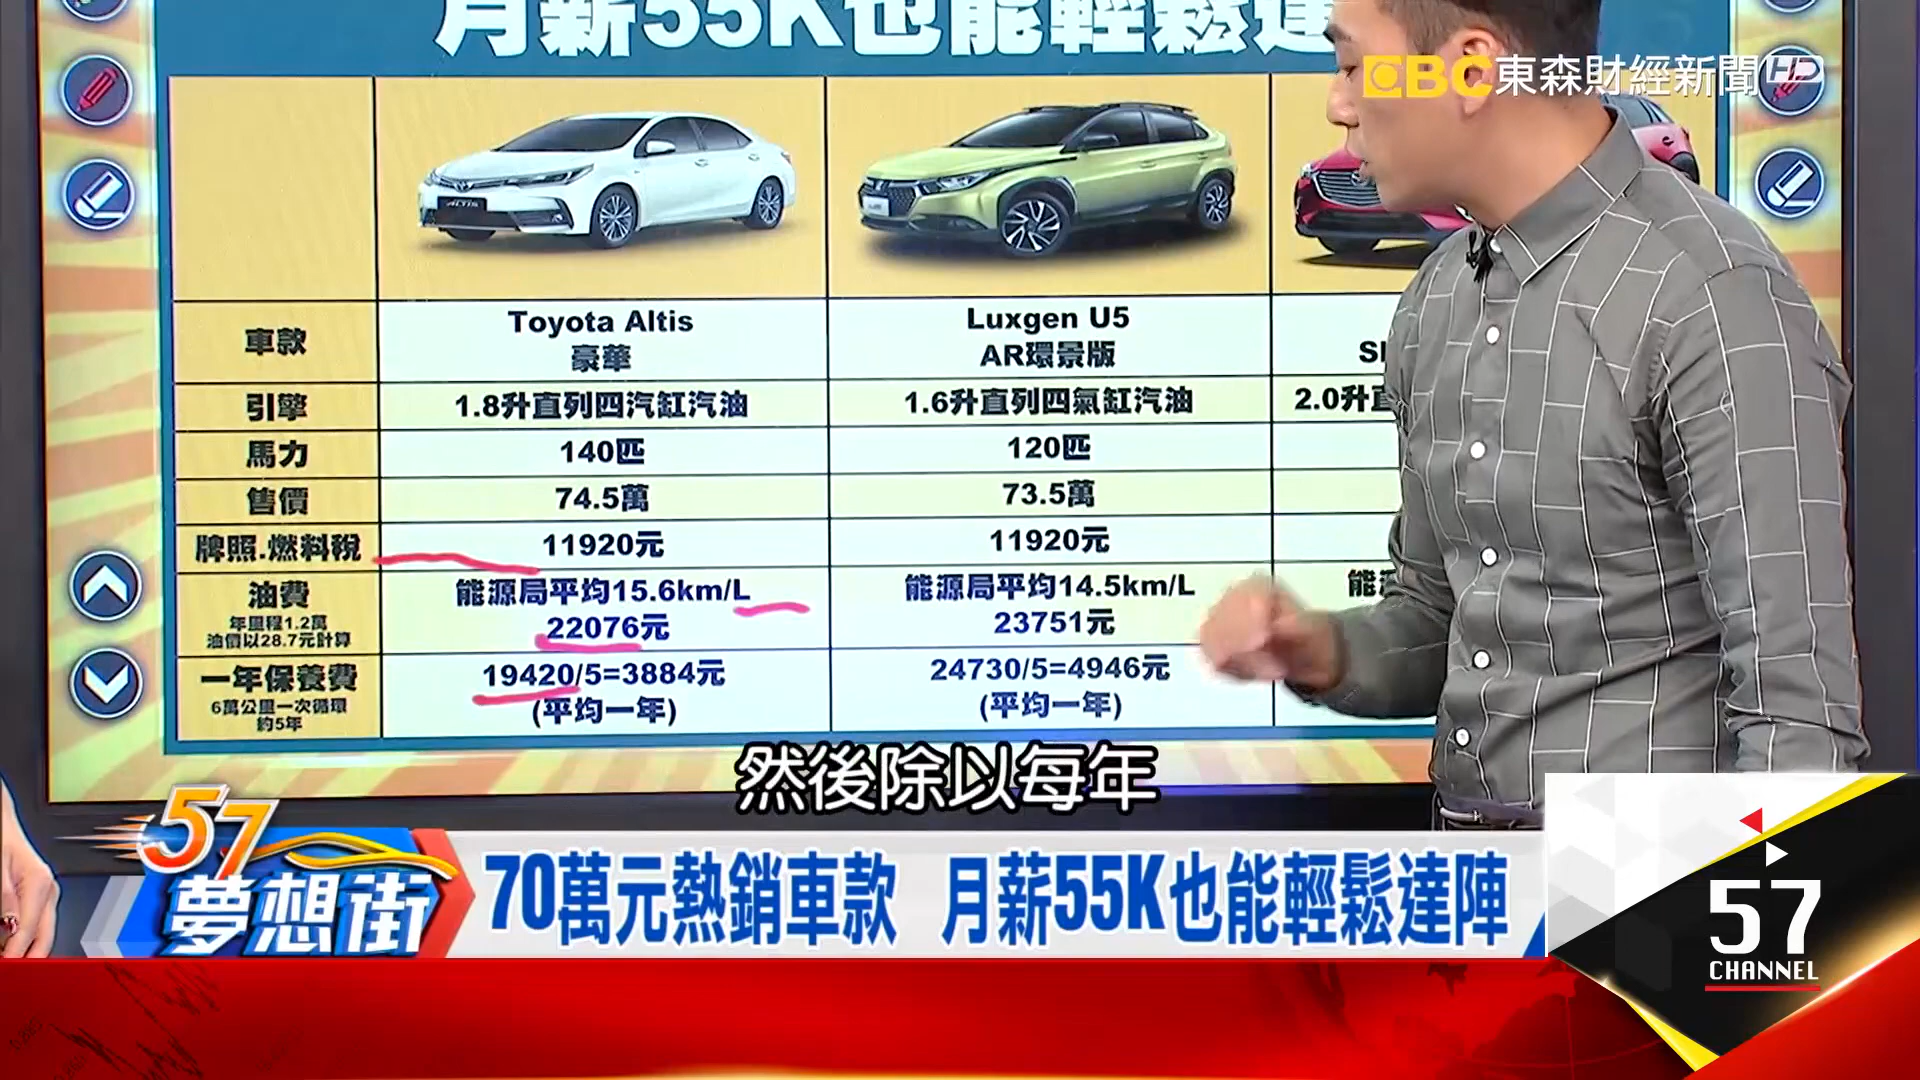 月薪55K也能輕鬆達
EBC東森財經新聞HD
ALTIS
車款
Toyota Altis
豪華
Luxgen U5
AR環景版
引擎
1.8升直列四汽缸汽油
1.6升直列四氣缸汽油
2.0升直
馬力
140匹
120匹
售價
74.5萬
73.5萬
牌照.燃料稅
11920元
11920元
油費
年里程1.2萬
油價以28.7元計算
能源局平均15.6km/L
22076元
能源局平均14.5km/L
23751元
一年保養費
6萬公里一次循環
約5年
19420/5=3884元
(平均一年)
24730/5=4946元
(平均一年)
然後除以每年
57
夢想街
70萬元熱銷車款 月薪55K也能輕鬆達陣
57
CHANNEL